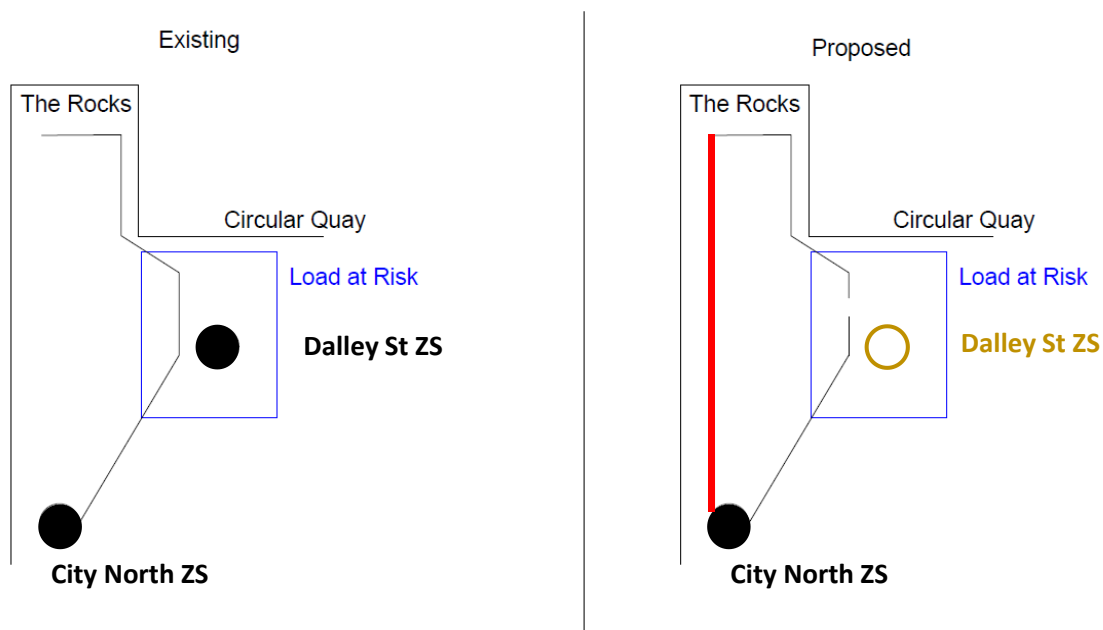 Existing
The Rocks
Circular Quay
Load at Risk
Dalley St ZS
City North ZS
Proposed
The Rocks
Circular Quay
Load at Risk
Dalley St ZS
City North ZS